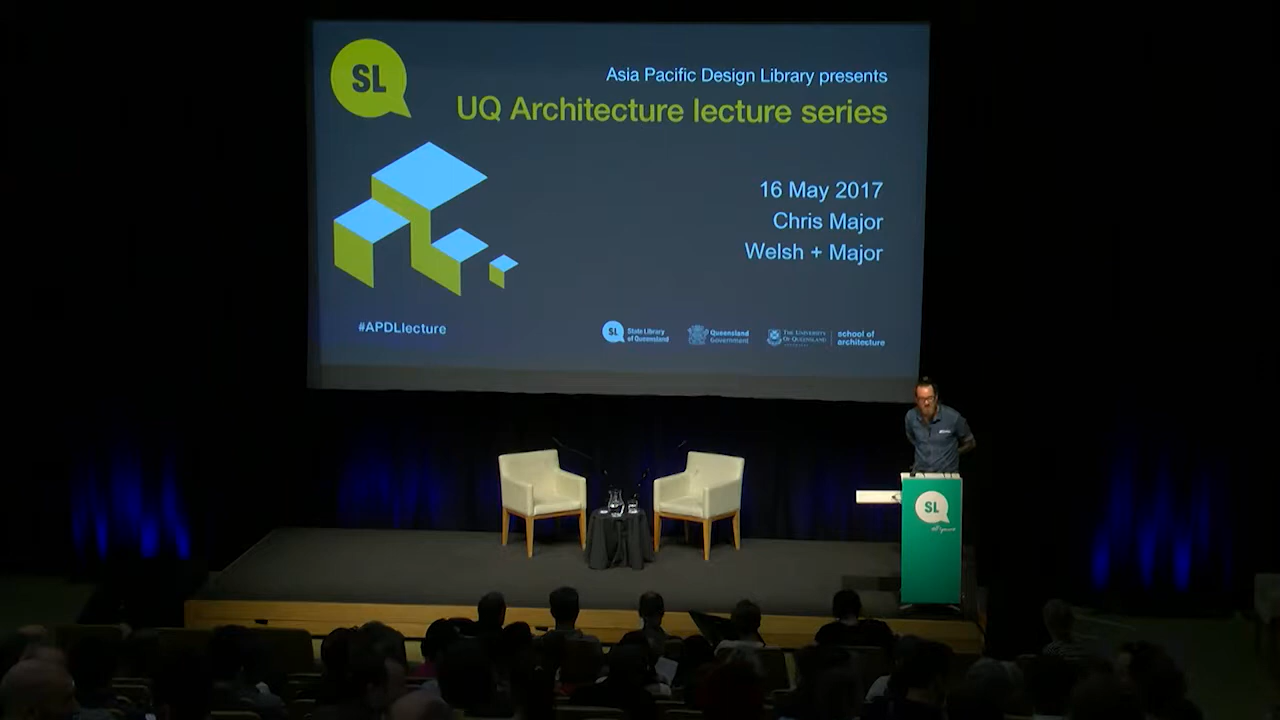 SL
Asia Pacific Design Library presents
UQ Architecture lecture series
16 May 2017
Chris Major
Welsh + Major
#APDLlecture
SL
State Library
of Queensland
Queensland
Government
THE UNIVERSITY
OF QUEENSLAND
school of
architecture
SL